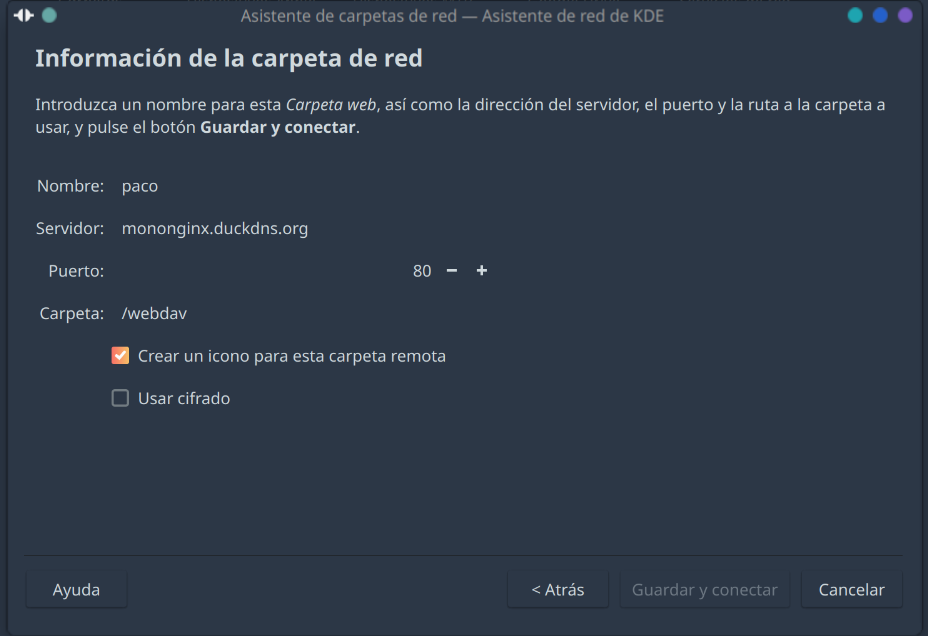 Asistente de carpetas de red — Asistente de red de KDE
Información de la carpeta de red
Introduzca un nombre para esta Carpeta web, así como la dirección del servidor, el puerto y la ruta a la carpeta a
usar, y pulse el botón Guardar y conectar.
Nombre: paco
Servidor: mononginx.duckdns.org
Puerto: 80 − +
Carpeta: /webdav
Crear un icono para esta carpeta remota
Usar cifrado
Ayuda < Atrás Guardar y conectar Cancelar